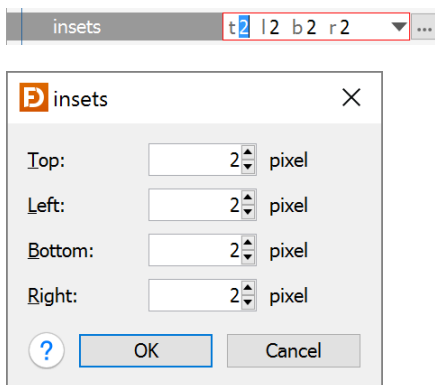 insets t2 l2 b2 r2 ...
insets
Top: 2 pixel
Left: 2 pixel
Bottom: 2 pixel
Right: 2 pixel
? OK Cancel